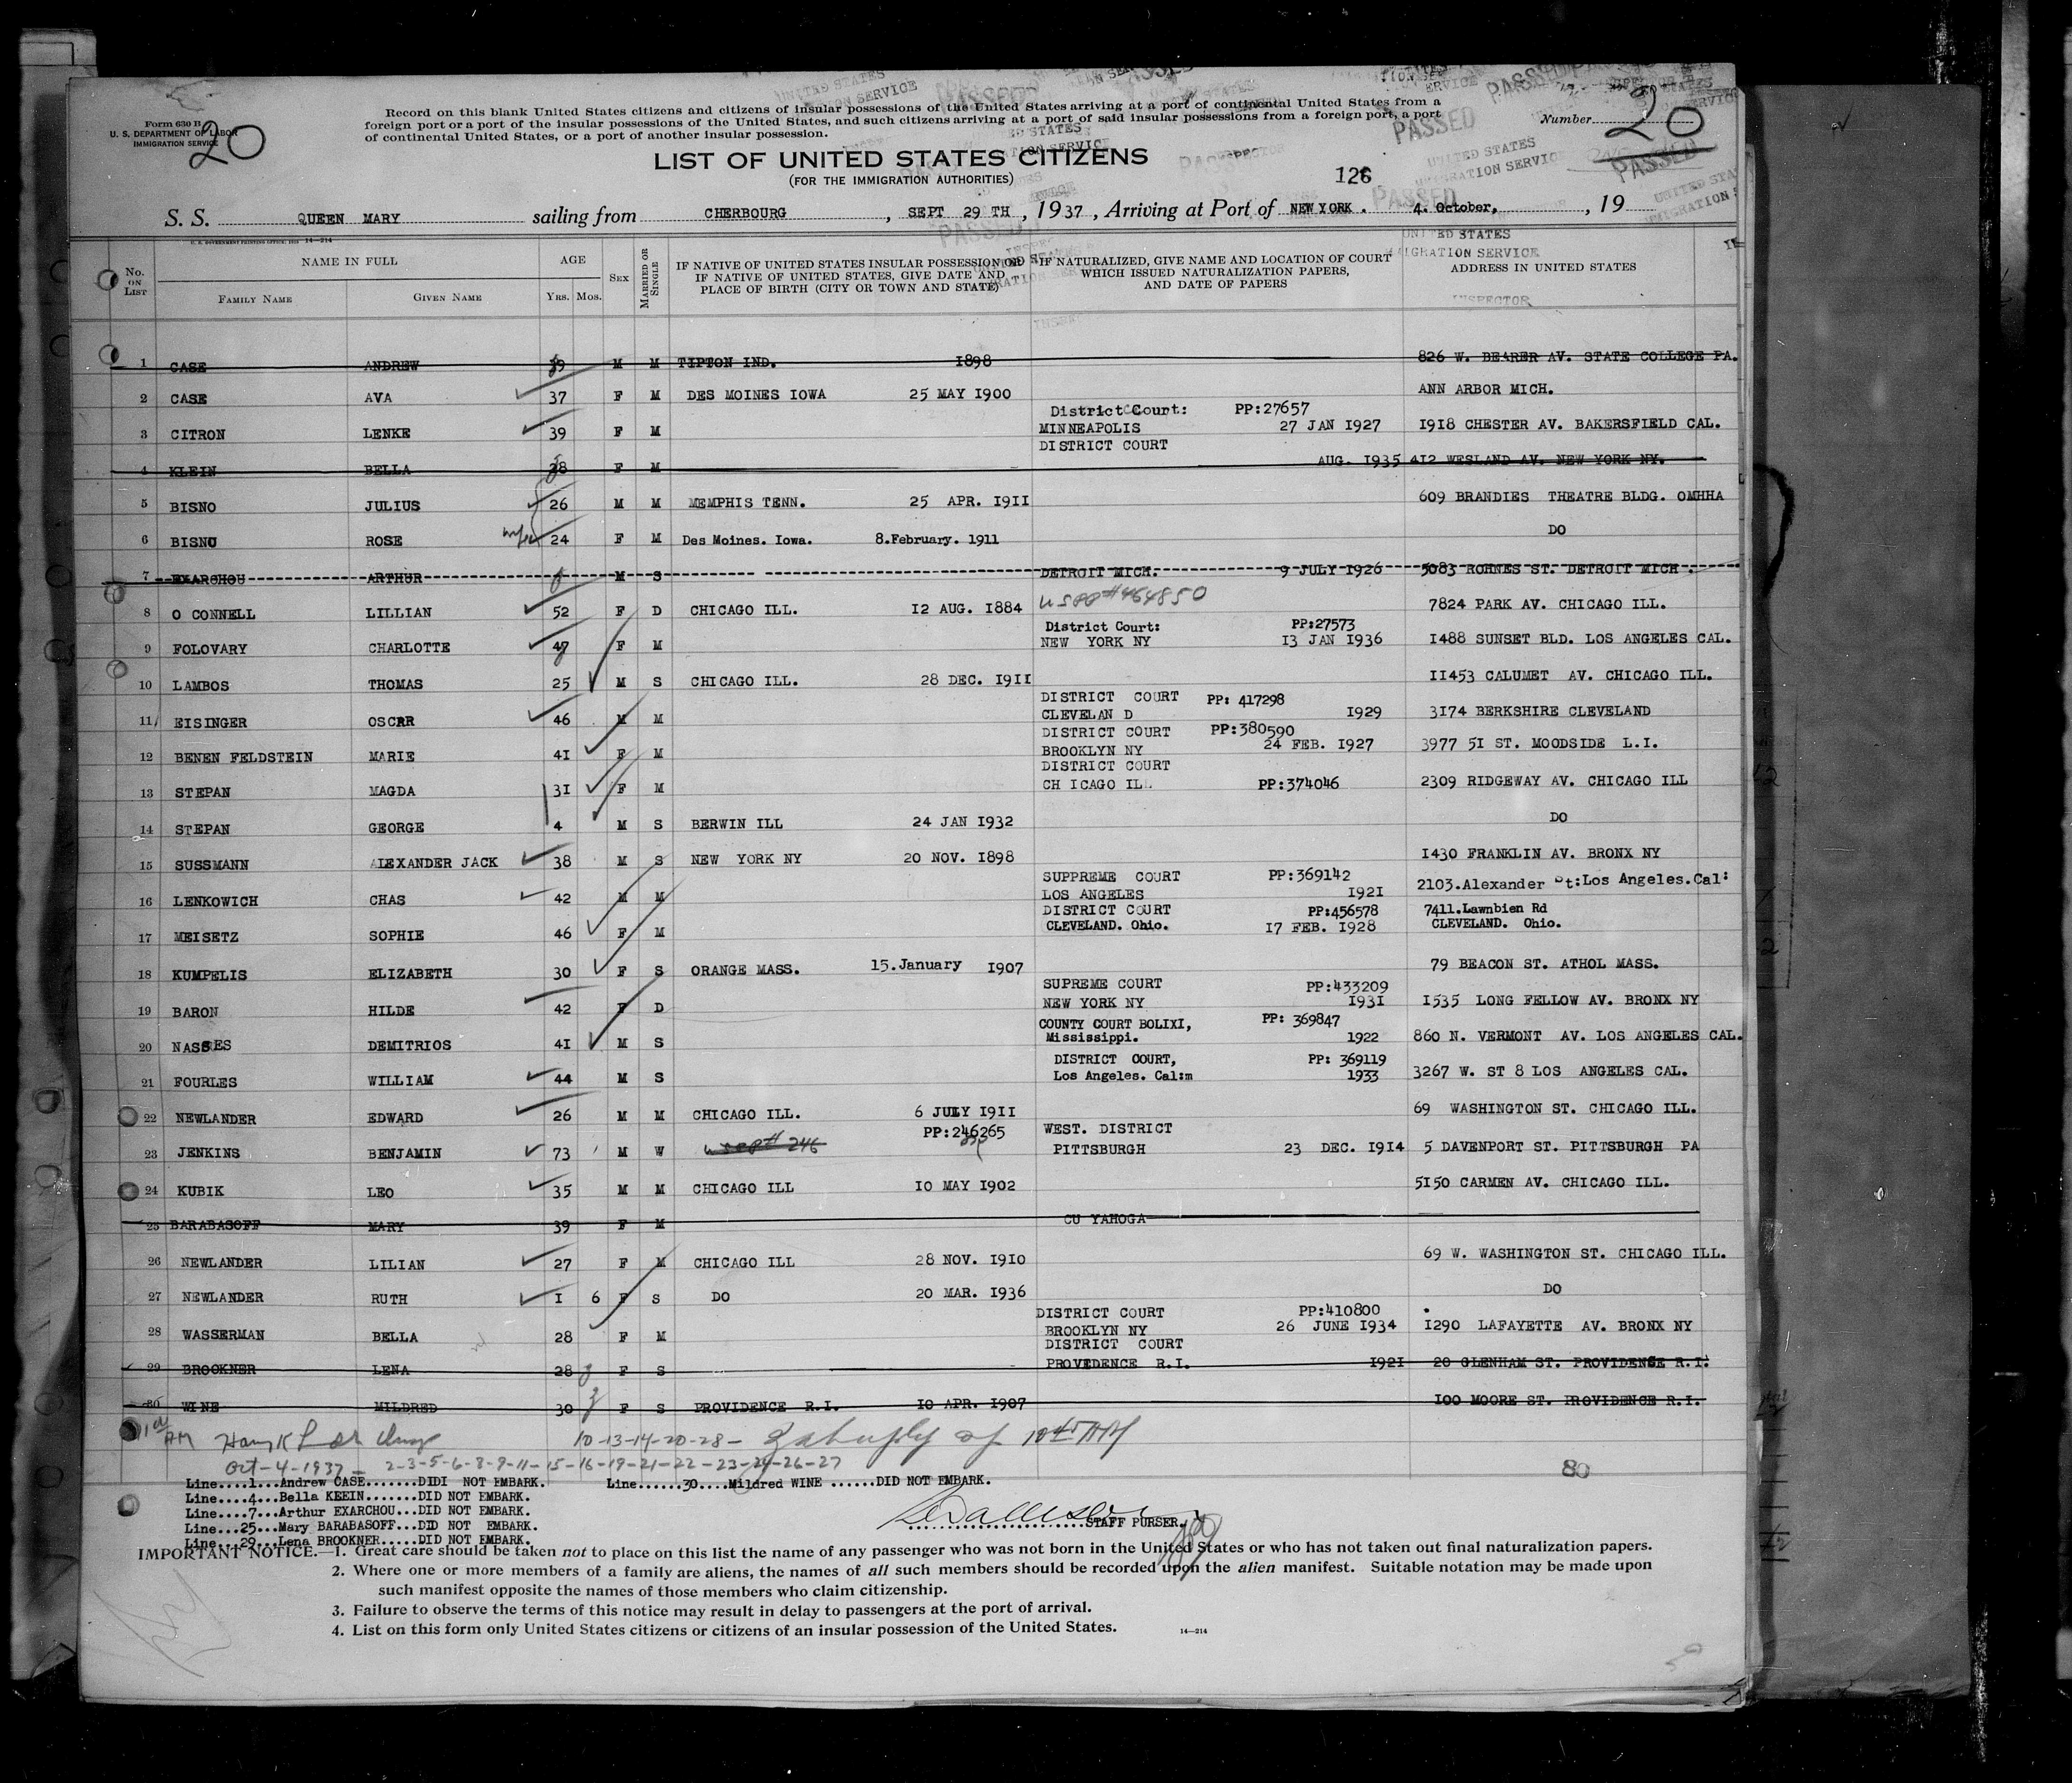 Form 630 B
U. S. DEPARTMENT OF LABOR
IMMIGRATION SERVICE
20
Record on this blank United States citizens and citizens of insular possessions of the United States arriving at a port of continental United States from a
foreign port or a port of the insular possessions of the United States, and such citizens arriving at a port of said insular possessions from a foreign port, a port
of continental United States, or a port of another insular possession.
Number 20
LIST OF UNITED STATES CITIZENS
(FOR THE IMMIGRATION AUTHORITIES)
126
S. S. QUEEN MARY sailing from CHERBOURG, SEPT 29 TH, 1937, Arriving at Port of NEW YORK. 4. October, , 19
U. S. GOVERNMENT PRINTING OFFICE: 14—214
No. ON LIST NAME IN FULL FAMILY NAME GIVEN NAME AGE Yrs. Mos. SEX MARRIED OR SINGLE
IF NATIVE OF UNITED STATES INSULAR POSSESSION OR
IF NATIVE OF UNITED STATES, GIVE DATE AND
PLACE OF BIRTH (CITY OR TOWN AND STATE)
IF NATURALIZED, GIVE NAME AND LOCATION OF COURT
WHICH ISSUED NATURALIZATION PAPERS,
AND DATE OF PAPERS
ADDRESS IN UNITED STATES
UNITED STATES
IMMIGRATION SERVICE
INSPECTOR
PASSED
1 CASE ANDREW 39 M M TIPTON IND. 1898 826 W. BEARER AV. STATE COLLEGE PA.
2 CASE AVA 37 F M DES MOINES IOWA 25 MAY 1900 ANN ARBOR MICH.
District Court: PP:27657
3 CITRON LENKE 39 F M MINNEAPOLIS 27 JAN 1927 1918 CHESTER AV. BAKERSFIELD CAL.
DISTRICT COURT
4 KLEIN BELLA 38 F M AUG. 1935 412 WESLAND AV. NEW YORK NY.
5 BISNO JULIUS 26 M M MEMPHIS TENN. 25 APR. 1911 609 BRANDIES THEATRE BLDG. OMHHA
6 BISNO ROSE 24 F M Des Moines. Iowa. 8.February. 1911 DO
7 EXARCHOU ARTHUR M S DETROIT MICH. 9 JULY 1926 5083 ROHNES ST. DETROIT MICH.
8 O CONNELL LILLIAN 52 F D CHICAGO ILL. 12 AUG. 1884 USPP#464850 7824 PARK AV. CHICAGO ILL.
District Court: PP:27573
9 FOLOVARY CHARLOTTE 47 F M NEW YORK NY 13 JAN 1936 1488 SUNSET BLD. LOS ANGELES CAL.
10 LAMBOS THOMAS 25 M S CHICAGO ILL. 28 DEC. 1911 11453 CALUMET AV. CHICAGO ILL.
DISTRICT COURT PP: 417298
11 EISINGER OSCRR 46 M M CLEVELAN D 1929 3174 BERKSHIRE CLEVELAND
DISTRICT COURT PP:380590
12 BENEN FELDSTEIN MARIE 41 F M BROOKLYN NY 24 FEB. 1927 3977 51 ST. MOODSIDE L.I.
DISTRICT COURT
13 STEPAN MAGDA 31 F M CH ICAGO ILL PP:374046 2309 RIDGEWAY AV. CHICAGO ILL
14 STEPAN GEORGE 4 M S BERWIN ILL 24 JAN 1932 DO
15 SUSSMANN ALEXANDER JACK 38 M S NEW YORK NY 20 NOV. 1898 1430 FRANKLIN AV. BRONX NY
SUPPREME COURT PP:369142
16 LENKOWICH CHAS 42 M M LOS ANGELES 1921 2103.Alexander St:Los Angeles.Cal:
DISTRICT COURT PP:456578 7411.Lawnbien Rd
17 MEISETZ SOPHIE 46 F M CLEVELAND. Ohio. 17 FEB. 1928 CLEVELAND. Ohio.
18 KUMPELIS ELIZABETH 30 F S ORANGE MASS. 15.January 1907 79 BEACON ST. ATHOL MASS.
SUPREME COURT PP:433209
19 BARON HILDE 42 F D NEW YORK NY 1931 1535 LONG FELLOW AV. BRONX NY
COUNTY COURT BOLIXI, PP: 369847
20 NASSES DEMITRIOS 41 M S Mississippi. 1922 860 N. VERMONT AV. LOS ANGELES CAL.
DISTRICT COURT, PP: 369119
21 FOURLES WILLIAM 44 M S Los Angeles. Cal:m 1933 3267 W. ST 8 LOS ANGELES CAL.
22 NEWLANDER EDWARD 26 M M CHICAGO ILL. 6 JULY 1911 69 WASHINGTON ST. CHICAGO ILL.
PP:246265 WEST. DISTRICT
23 JENKINS BENJAMIN 73 M W USPP# 246 PITTSBURGH 23 DEC. 1914 5 DAVENPORT ST. PITTSBURGH PA
24 KUBIK LEO 35 M M CHICAGO ILL 10 MAY 1902 5150 CARMEN AV. CHICAGO ILL.
25 BARABASOFF MARY 39 F M CU YAHOGA
26 NEWLANDER LILIAN 27 F M CHICAGO ILL 28 NOV. 1910 69 W. WASHINGTON ST. CHICAGO ILL.
27 NEWLANDER RUTH 1 6 F S DO 20 MAR. 1936 DO
DISTRICT COURT PP:410800
28 WASSERMAN BELLA 28 F M BROOKLYN NY 26 JUNE 1934 1290 LAFAYETTE AV. BRONX NY
DISTRICT COURT
29 BROOKNER LENA 28 F S PROVIDENCE R.I. 1921 20 GLENHAM ST. PROVIDENSE R.I.
30 WINE MILDRED 30 F S PROVIDENCE R.I. 10 APR. 1907 100 MOORE ST. PROVIDENCE R.I.
10-13-14-20-28-
Oct-4-1937 2-3-5-6-8-9-11-15-16-19-21-22-23-24-26-27
80
Line....1...Andrew CASE.......DIDI NOT EMBARK. Line......30....Mildred WINE ......DID NOT EMBARK.
Line....4...Bella KEEIN.......DID NOT EMBARK.
Line....7...Arthur EXARCHOU...DID NOT EMBARK.
Line...25...Mary BARABASOFF...DID NOT EMBARK.
STAFF PURSER.
Line...29...Lena BROOKNER.....DID NOT EMBARK.
IMPORTANT NOTICE.—1. Great care should be taken not to place on this list the name of any passenger who was not born in the United States or who has not taken out final naturalization papers.
2. Where one or more members of a family are aliens, the names of all such members should be recorded upon the alien manifest. Suitable notation may be made upon
such manifest opposite the names of those members who claim citizenship.
3. Failure to observe the terms of this notice may result in delay to passengers at the port of arrival.
4. List on this form only United States citizens or citizens of an insular possession of the United States.
14—214